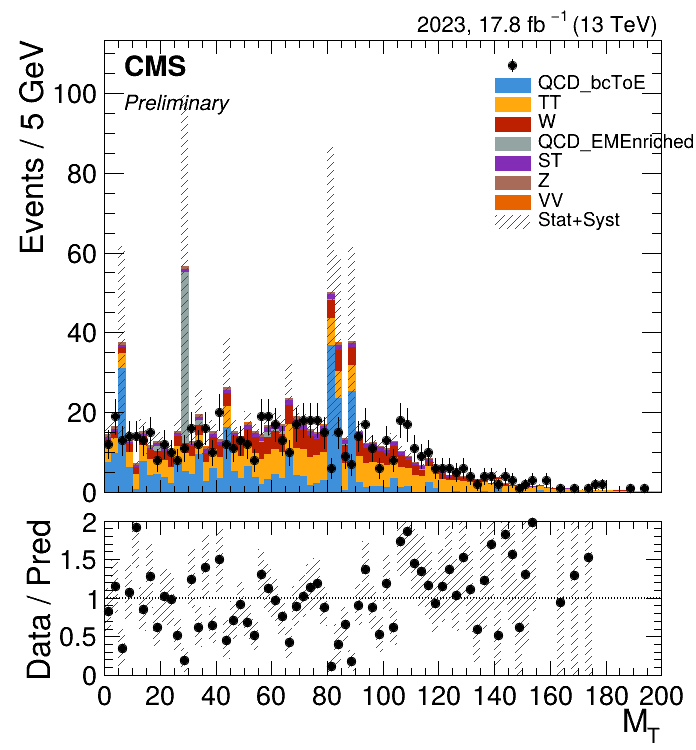 2023, 17.8 fb⁻¹ (13 TeV)
CMS
Preliminary
QCD_bcToE
TT
W
QCD_EMEnriched
ST
Z
VV
Stat+Syst
Events / 5 GeV
100
80
60
40
20
0
Data / Pred
2
1.5
1
0.5
0
0 20 40 60 80 100 120 140 160 180 200
M_T